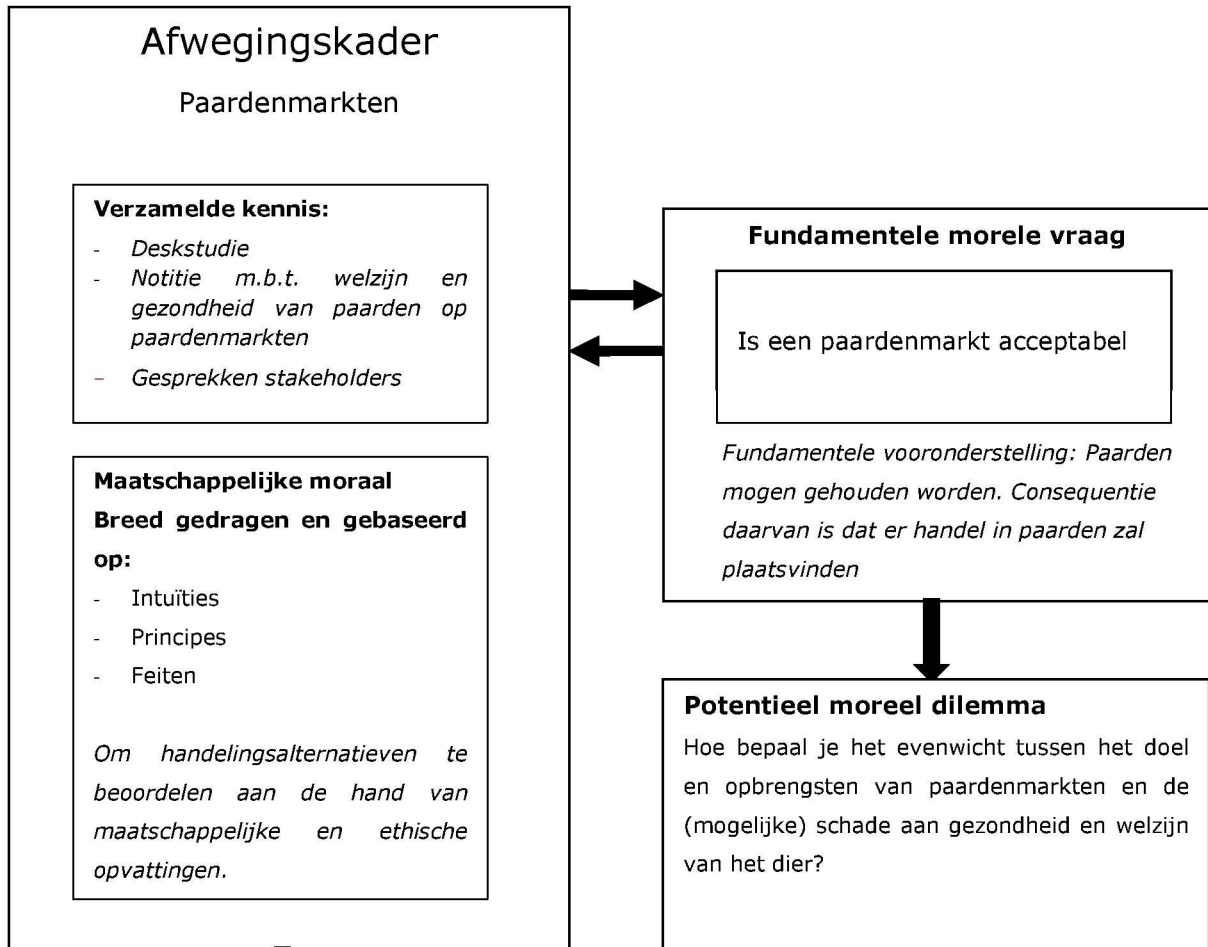 Afwegingskader
Paardenmarkten
Verzamelde kennis:
- Deskstudie
- Notitie m.b.t. welzijn en
gezondheid van paarden op
paardenmarkten
- Gesprekken stakeholders
Maatschappelijke moraal
Breed gedragen en gebaseerd
op:
- Intuïties
- Principes
- Feiten
Om handelingsalternatieven te
beoordelen aan de hand van
maatschappelijke en ethische
opvattingen.
Fundamentele morele vraag
Is een paardenmarkt acceptabel
Fundamentele vooronderstelling: Paarden
mogen gehouden worden. Consequentie
daarvan is dat er handel in paarden zal
plaatsvinden
Potentieel moreel dilemma
Hoe bepaal je het evenwicht tussen het doel
en opbrengsten van paardenmarkten en de
(mogelijke) schade aan gezondheid en welzijn
van het dier?